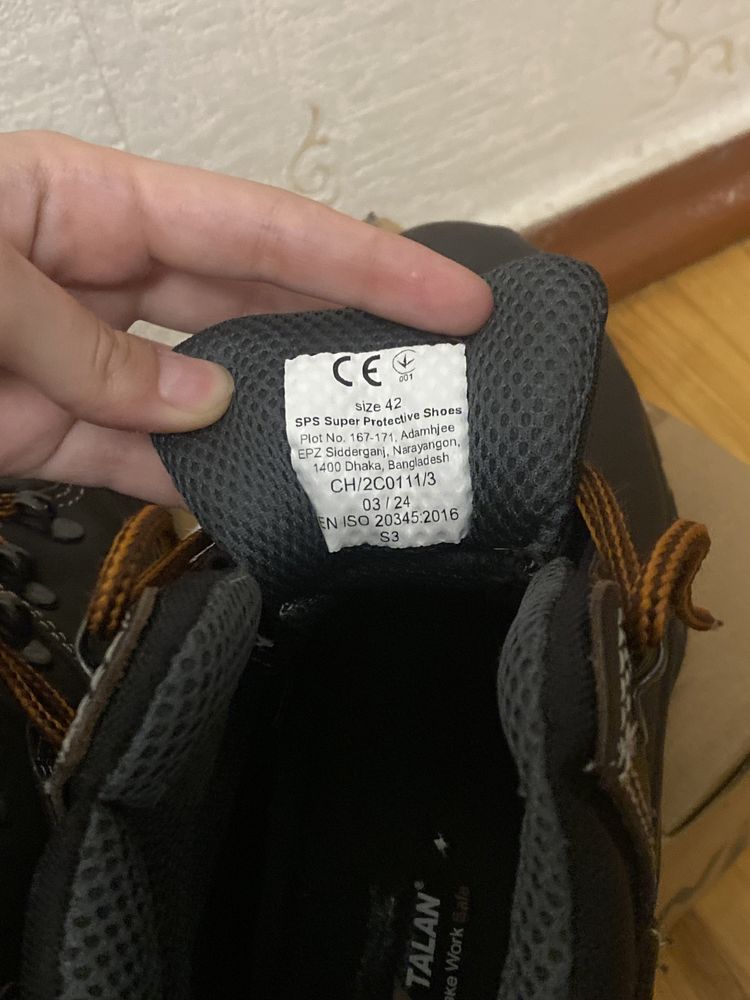 CE
001
size 42
SPS Super Protective Shoes
Plot No. 167-171, Adamhjee
EPZ Sidderganj, Narayangon,
1400 Dhaka, Bangladesh
CH/2C0111/3
03 / 24
EN ISO 20345:2016
S3
TALAN®
Work Safe